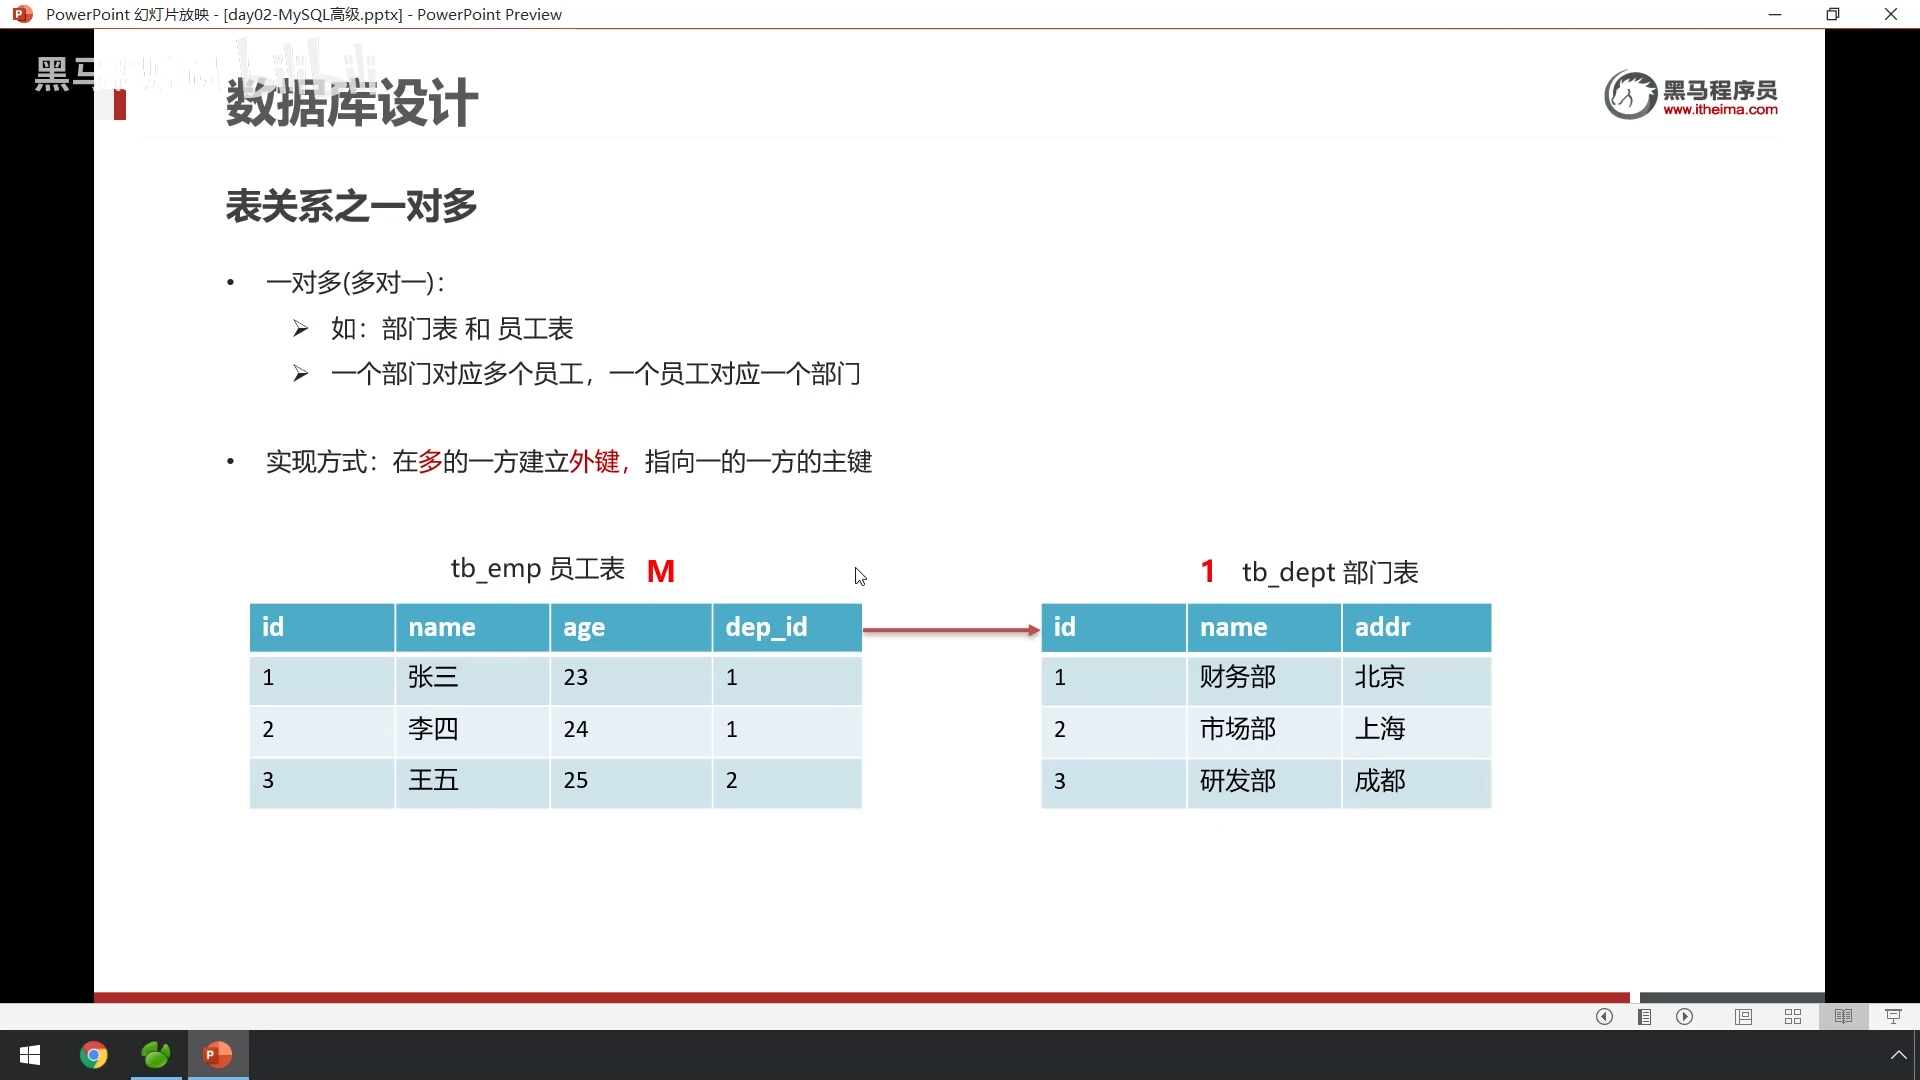 PowerPoint 幻灯片放映 - [day02-MySQL高级.pptx] - PowerPoint Preview
数据库设计
黑马程序员
www.itheima.com
表关系之一对多
• 一对多(多对一)：
➢ 如：部门表 和 员工表
➢ 一个部门对应多个员工，一个员工对应一个部门
• 实现方式：在多的一方建立外键，指向一的一方的主键
tb_emp 员工表 M
id name age dep_id
1 张三 23 1
2 李四 24 1
3 王五 25 2
1 tb_dept 部门表
id name addr
1 财务部 北京
2 市场部 上海
3 研发部 成都